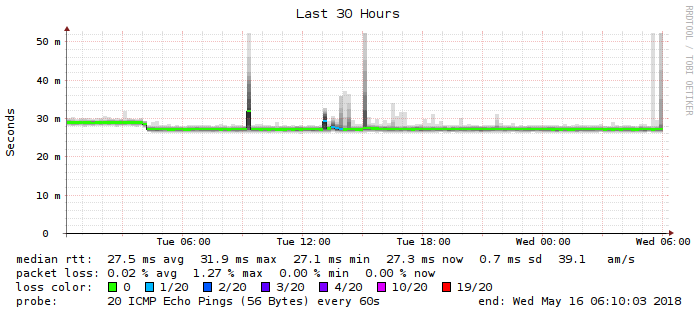 Last 30 Hours
RRDTOOL / TOBI OETIKER
Seconds
50 m
40 m
30 m
20 m
10 m
0
Tue 06:00 Tue 12:00 Tue 18:00 Wed 00:00 Wed 06:00
median rtt: 27.5 ms avg 31.9 ms max 27.1 ms min 27.3 ms now 0.7 ms sd 39.1 am/s
packet loss: 0.02 % avg 1.27 % max 0.00 % min 0.00 % now
loss color: 0 1/20 2/20 3/20 4/20 10/20 19/20
probe: 20 ICMP Echo Pings (56 Bytes) every 60s end: Wed May 16 06:10:03 2018